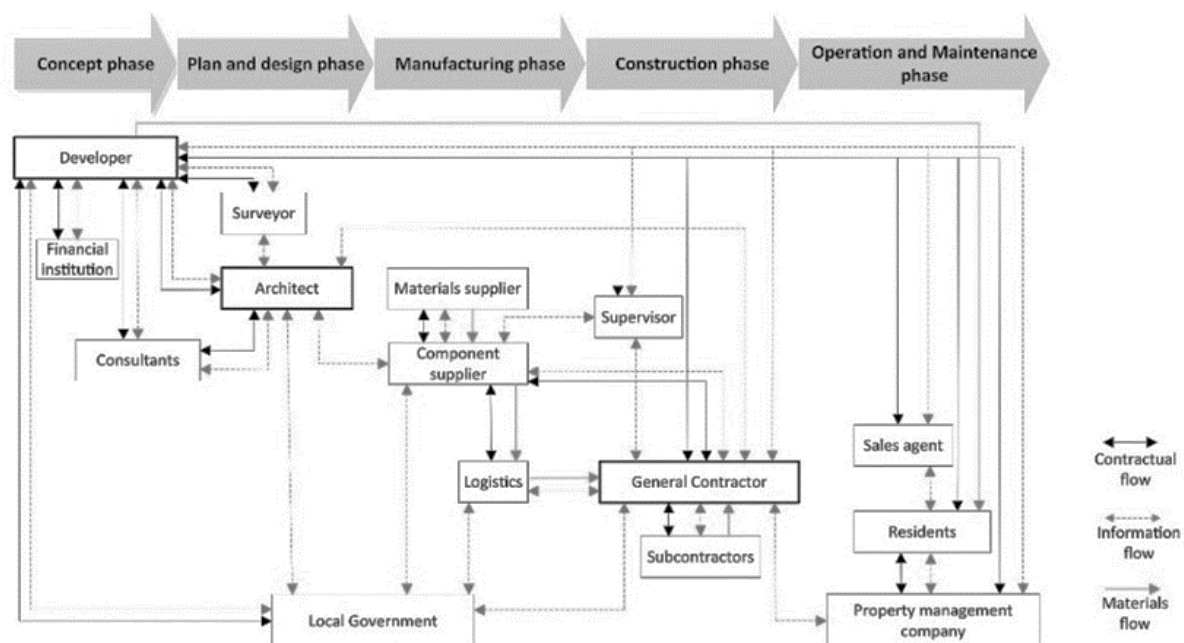 Concept phase
Plan and design phase
Manufacturing phase
Construction phase
Operation and Maintenance
phase
Developer
Surveyor
Financial
institution
Architect
Materials supplier
Supervisor
Consultants
Component
supplier
Sales agent
Logistics
General Contractor
Residents
Subcontractors
Local Government
Property management
company
Contractual
flow
Information
flow
Materials
flow